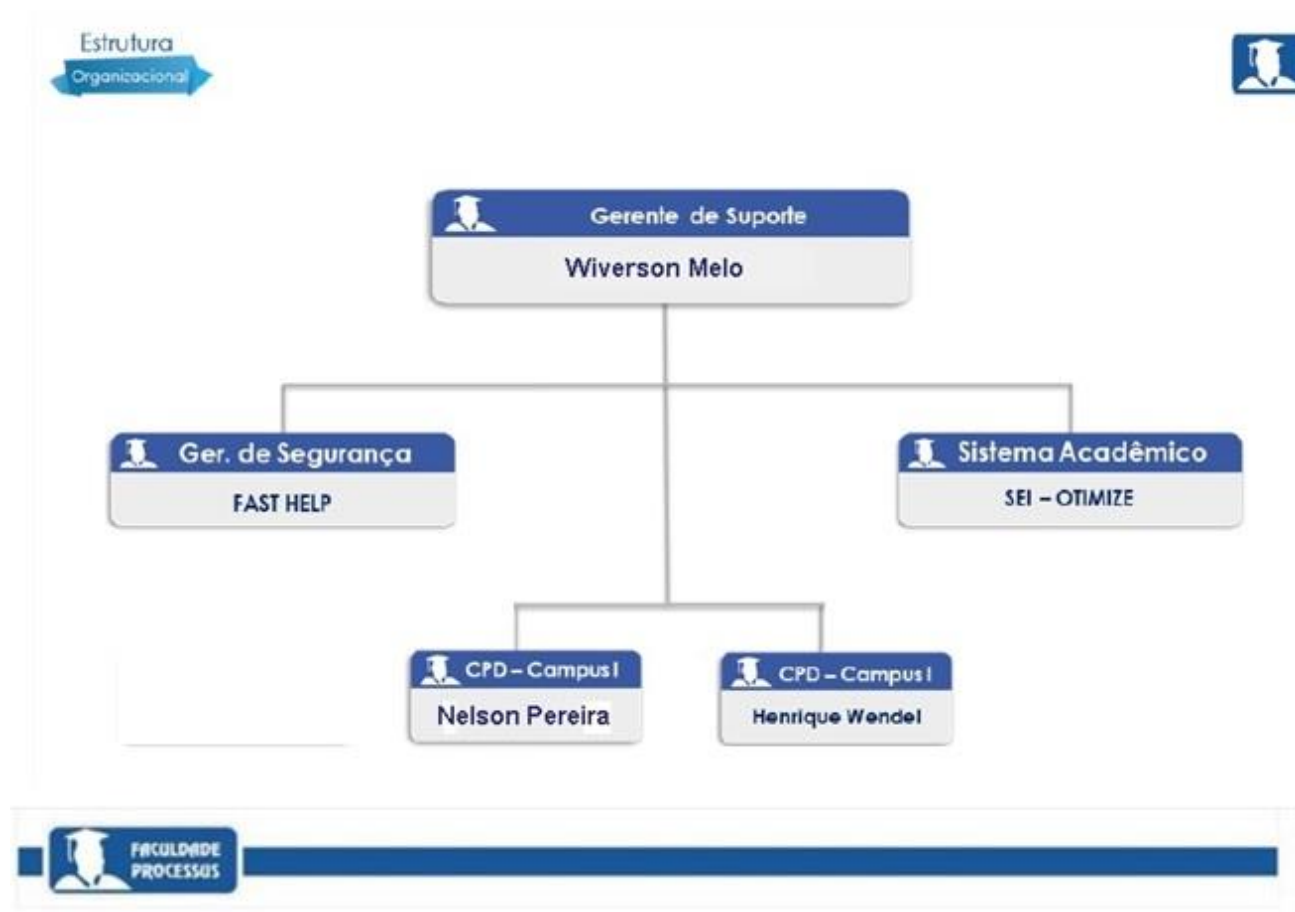 Estrutura
Organizacional
Gerente de Suporte
Wiverson Melo
Ger. de Segurança
FAST HELP
Sistema Acadêmico
SEI – OTIMIZE
CPD – Campus I
Nelson Pereira
CPD – Campus I
Henrique Wendel
FACULDADE
PROCESSUS